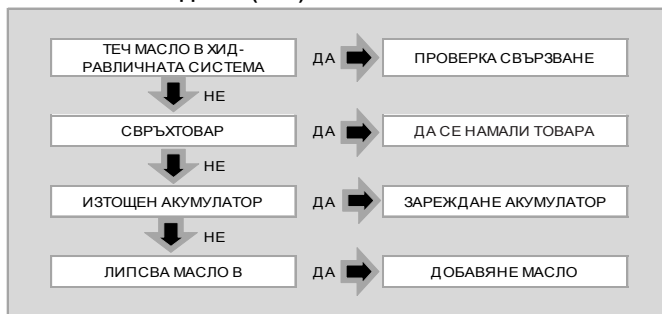 ТЕЧ МАСЛО В ХИД-
РАВЛИЧНАТА СИСТЕМА
ДА
ПРОВЕРКА СВЪРЗВАНЕ
НЕ
СВРЪХТОВАР
ДА
ДА СЕ НАМАЛИ ТОВАРА
НЕ
ИЗТОЩЕН АКУМУЛАТОР
ДА
ЗАРЕЖДАНЕ АКУМУЛАТОР
НЕ
ЛИПСВА МАСЛО В
ДА
ДОБАВЯНЕ МАСЛО